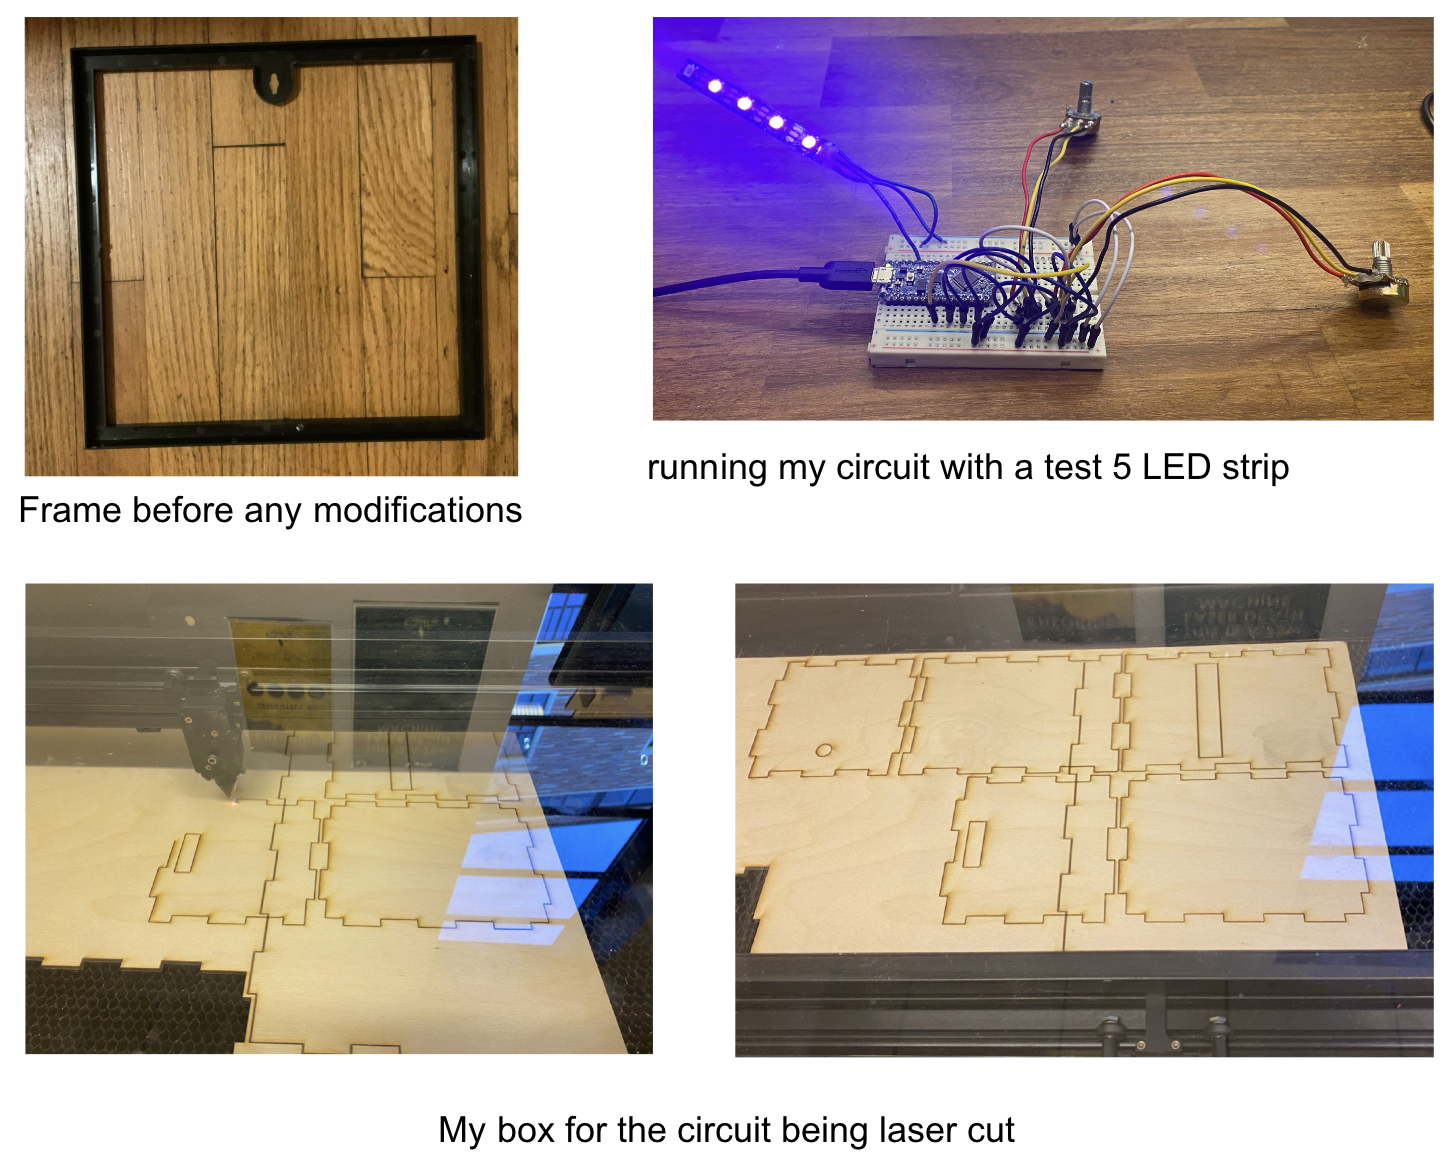 Frame before any modifications
running my circuit with a test 5 LED strip
My box for the circuit being laser cut